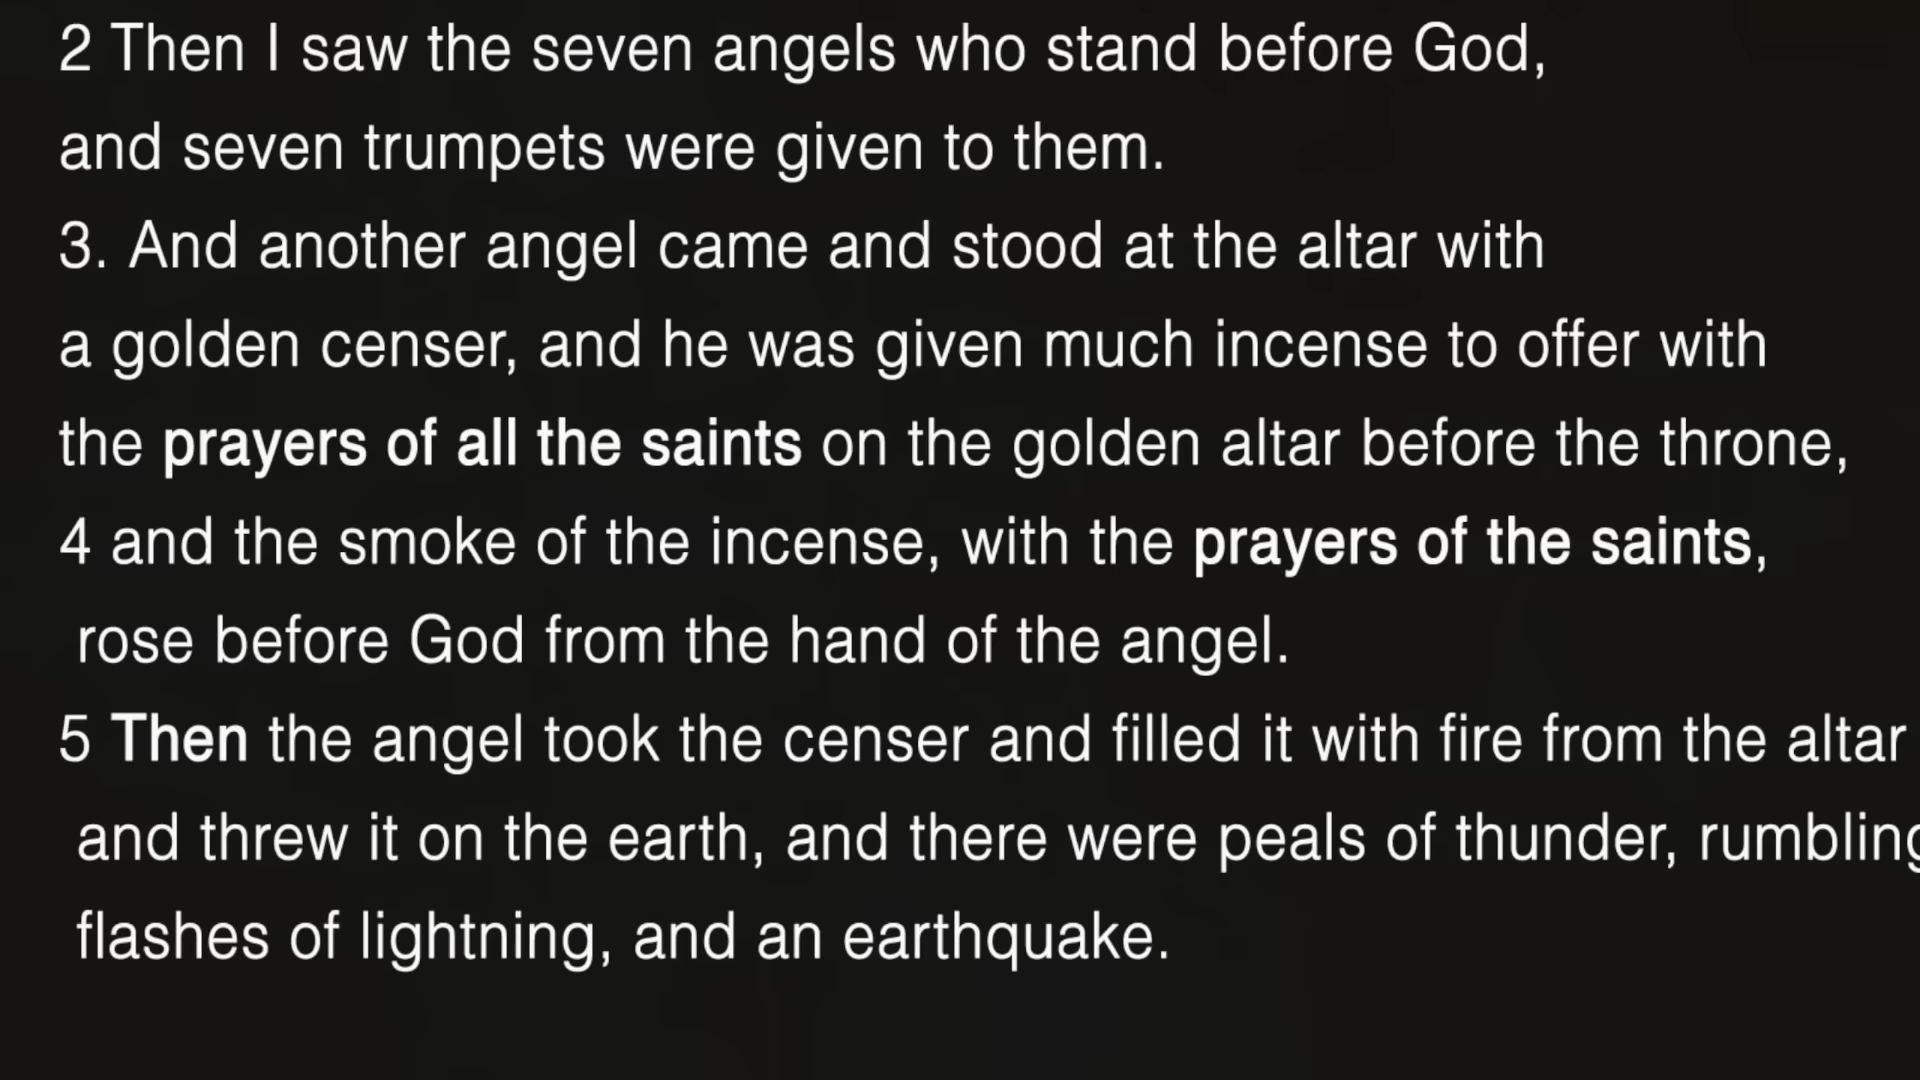 2 Then I saw the seven angels who stand before God,
and seven trumpets were given to them.
3. And another angel came and stood at the altar with
a golden censer, and he was given much incense to offer with
the prayers of all the saints on the golden altar before the throne,
4 and the smoke of the incense, with the prayers of the saints,
rose before God from the hand of the angel.
5 Then the angel took the censer and filled it with fire from the altar
and threw it on the earth, and there were peals of thunder, rumbling
flashes of lightning, and an earthquake.